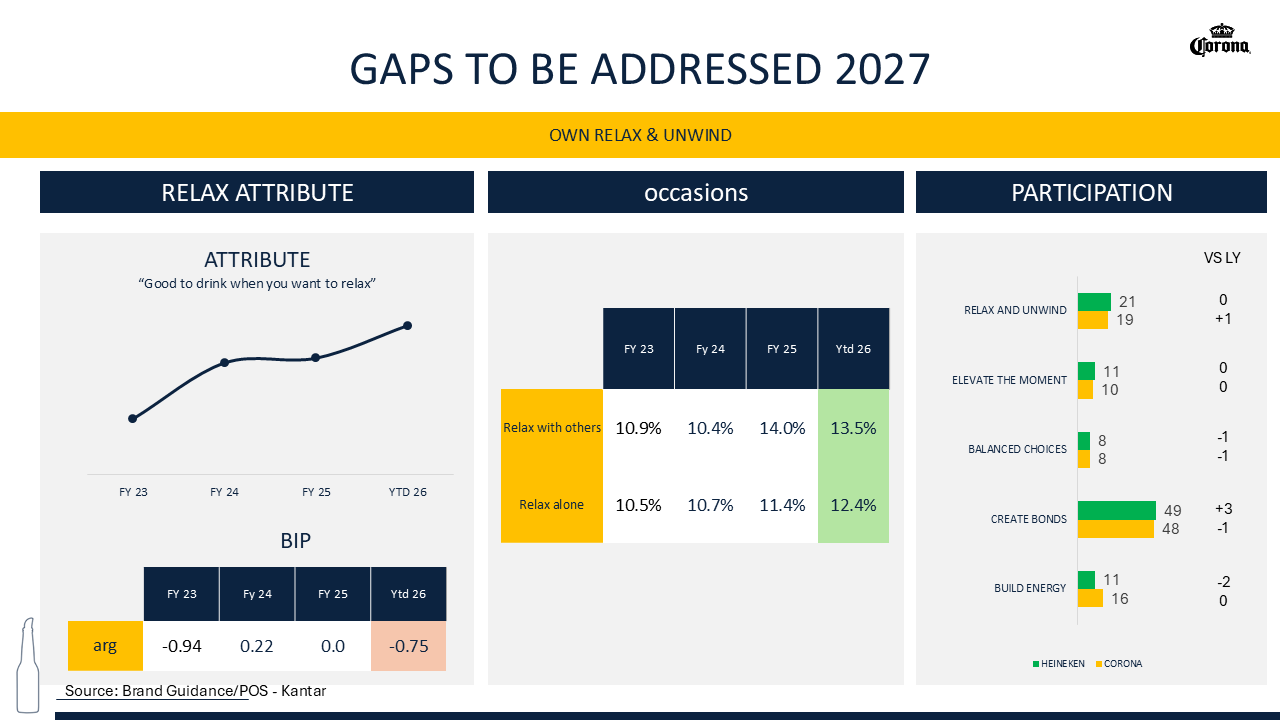 Corona
GAPS TO BE ADDRESSED 2027
OWN RELAX & UNWIND
RELAX ATTRIBUTE
ATTRIBUTE
“Good to drink when you want to relax”
FY 23 FY 24 FY 25 YTD 26
BIP
FY 23 Fy 24 FY 25 Ytd 26
arg -0.94 0.22 0.0 -0.75
occasions
FY 23 Fy 24 FY 25 Ytd 26
Relax with others 10.9% 10.4% 14.0% 13.5%
Relax alone 10.5% 10.7% 11.4% 12.4%
PARTICIPATION
VS LY
RELAX AND UNWIND 21 0
19 +1
ELEVATE THE MOMENT 11 0
10 0
BALANCED CHOICES 8 -1
8 -1
CREATE BONDS 49 +3
48 -1
BUILD ENERGY 11 -2
16 0
HEINEKEN CORONA
Source: Brand Guidance/POS - Kantar